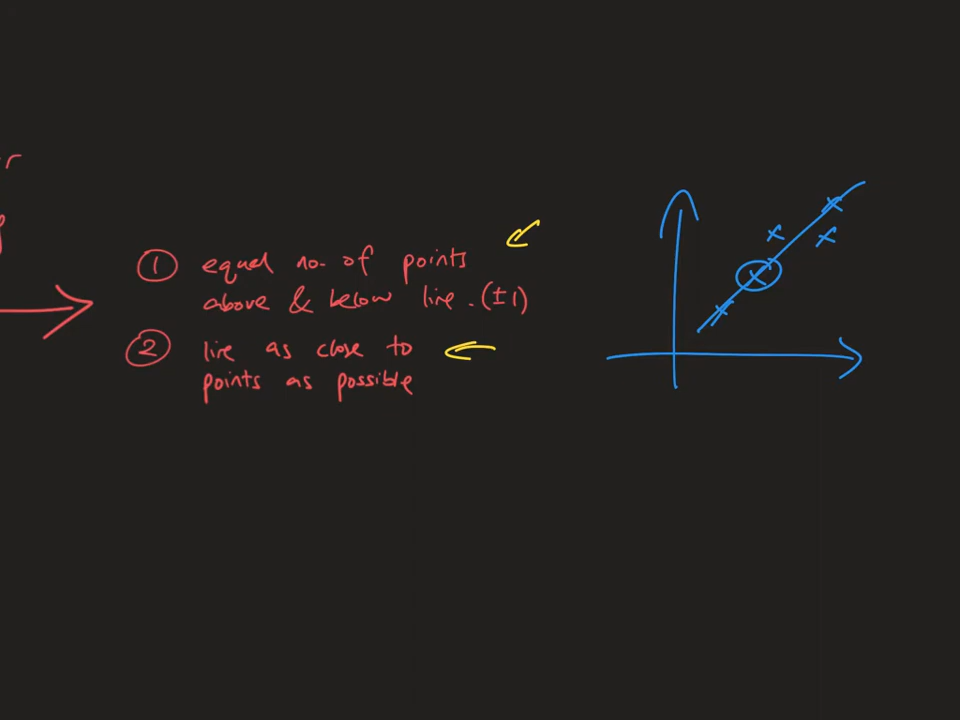 ① equal no. of points
above & below line. (±1)
② line as close to
points as possible